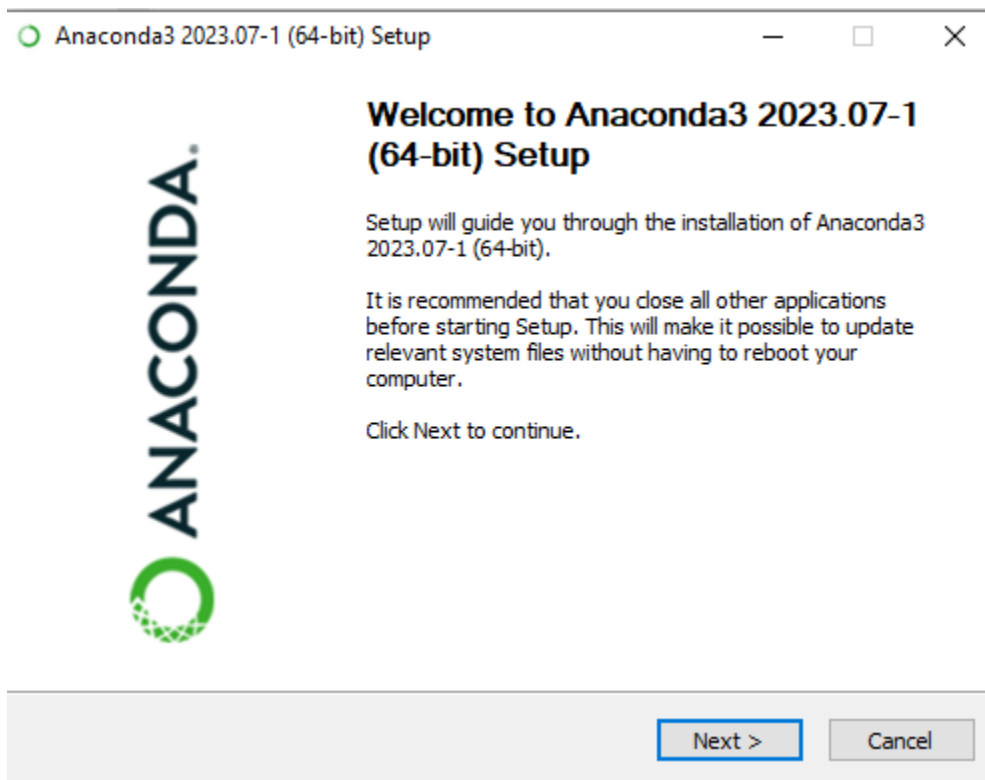 Anaconda3 2023.07-1 (64-bit) Setup
ANACONDA.
Welcome to Anaconda3 2023.07-1
(64-bit) Setup
Setup will guide you through the installation of Anaconda3
2023.07-1 (64-bit).
It is recommended that you close all other applications
before starting Setup. This will make it possible to update
relevant system files without having to reboot your
computer.
Click Next to continue.
Next >
Cancel